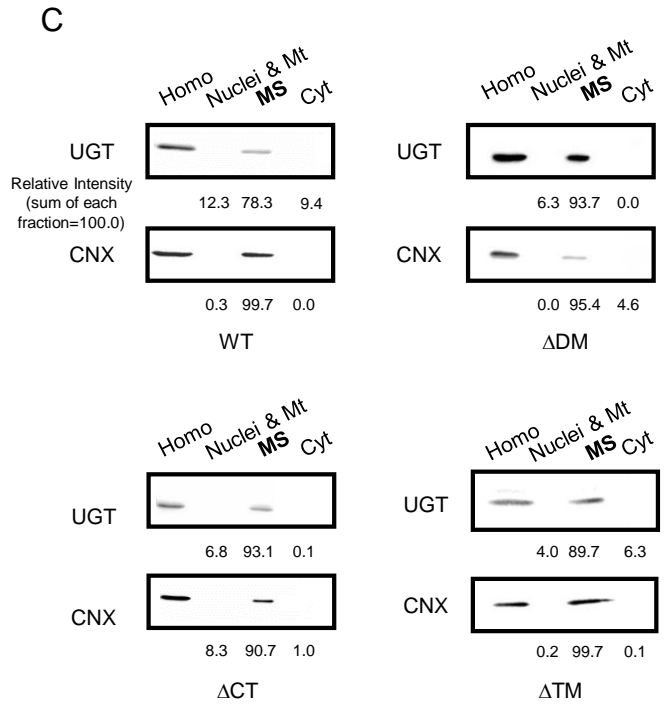 C
Homo Nuclei & Mt MS Cyt
UGT
Relative Intensity
(sum of each
fraction=100.0)
12.3 78.3 9.4
CNX
0.3 99.7 0.0
WT
Homo Nuclei & Mt MS Cyt
UGT
6.3 93.7 0.0
CNX
0.0 95.4 4.6
ΔDM
Homo Nuclei & Mt MS Cyt
UGT
6.8 93.1 0.1
CNX
8.3 90.7 1.0
ΔCT
Homo Nuclei & Mt MS Cyt
UGT
4.0 89.7 6.3
CNX
0.2 99.7 0.1
ΔTM